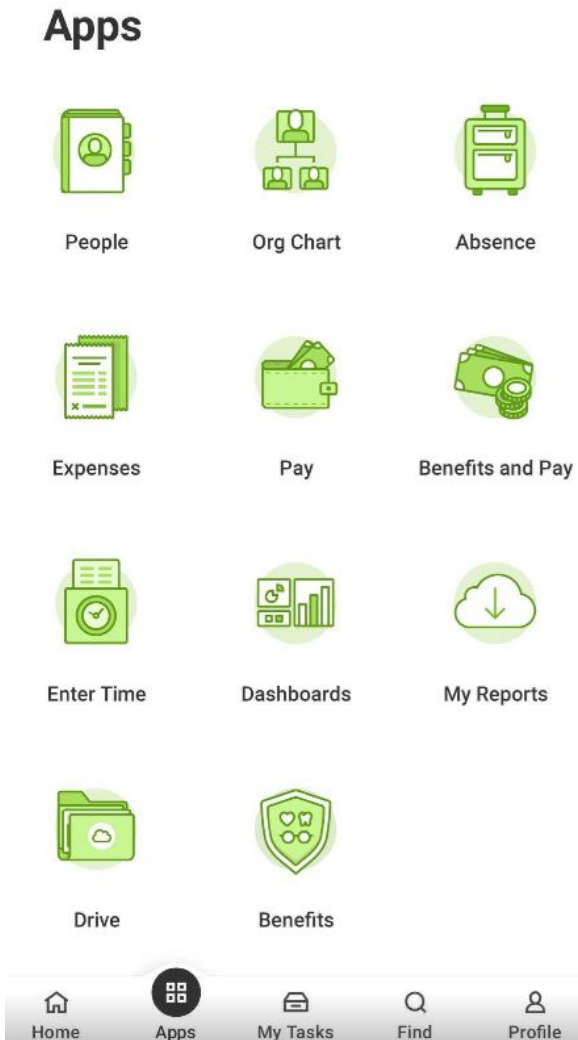 Apps
People
Org Chart
Absence
Expenses
Pay
Benefits and Pay
Enter Time
Dashboards
My Reports
Drive
Benefits
Home
Apps
My Tasks
Find
Profile